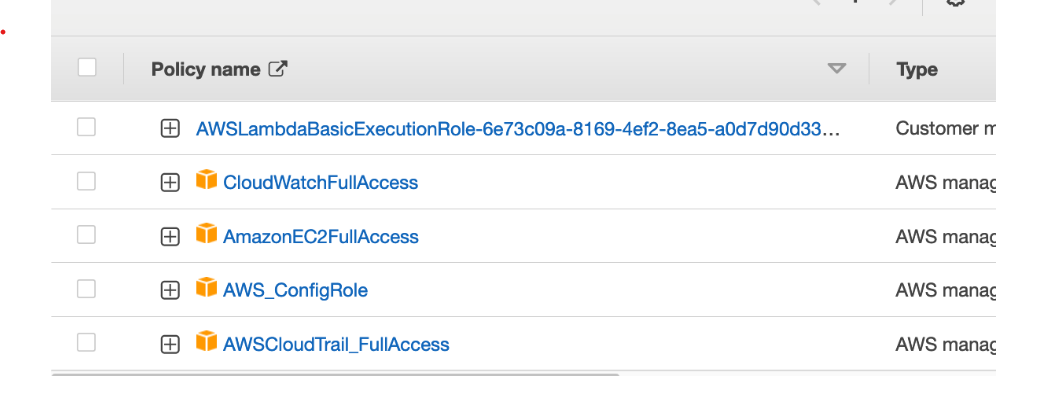 Policy name Type
AWSLambdaBasicExecutionRole-6e73c09a-8169-4ef2-8ea5-a0d7d90d33... Customer m
CloudWatchFullAccess AWS manag
AmazonEC2FullAccess AWS manag
AWS_ConfigRole AWS manag
AWSCloudTrail_FullAccess AWS manag